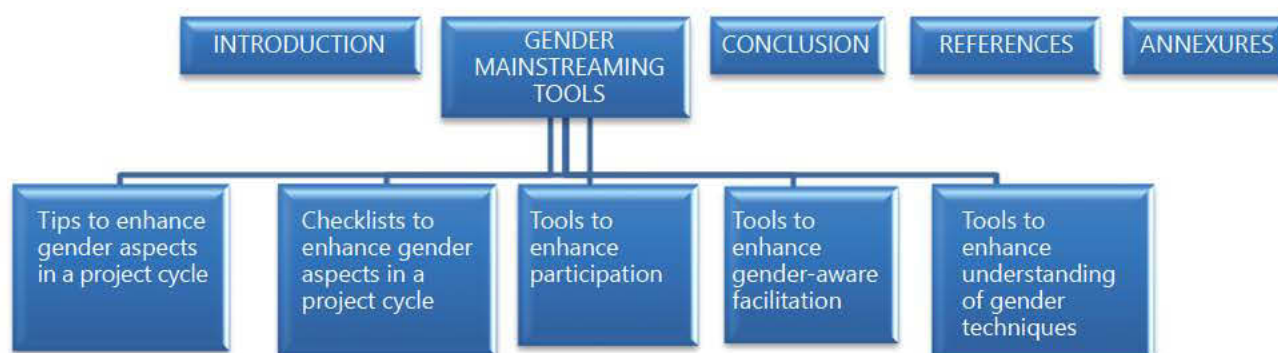 INTRODUCTION
GENDER
MAINSTREAMING
TOOLS
CONCLUSION
REFERENCES
ANNEXURES
Tips to enhance
gender aspects
in a project cycle
Checklists to
enhance gender
aspects in a
project cycle
Tools to
enhance
participation
Tools to
enhance
gender-aware
facilitation
Tools to
enhance
understanding
of gender
techniques